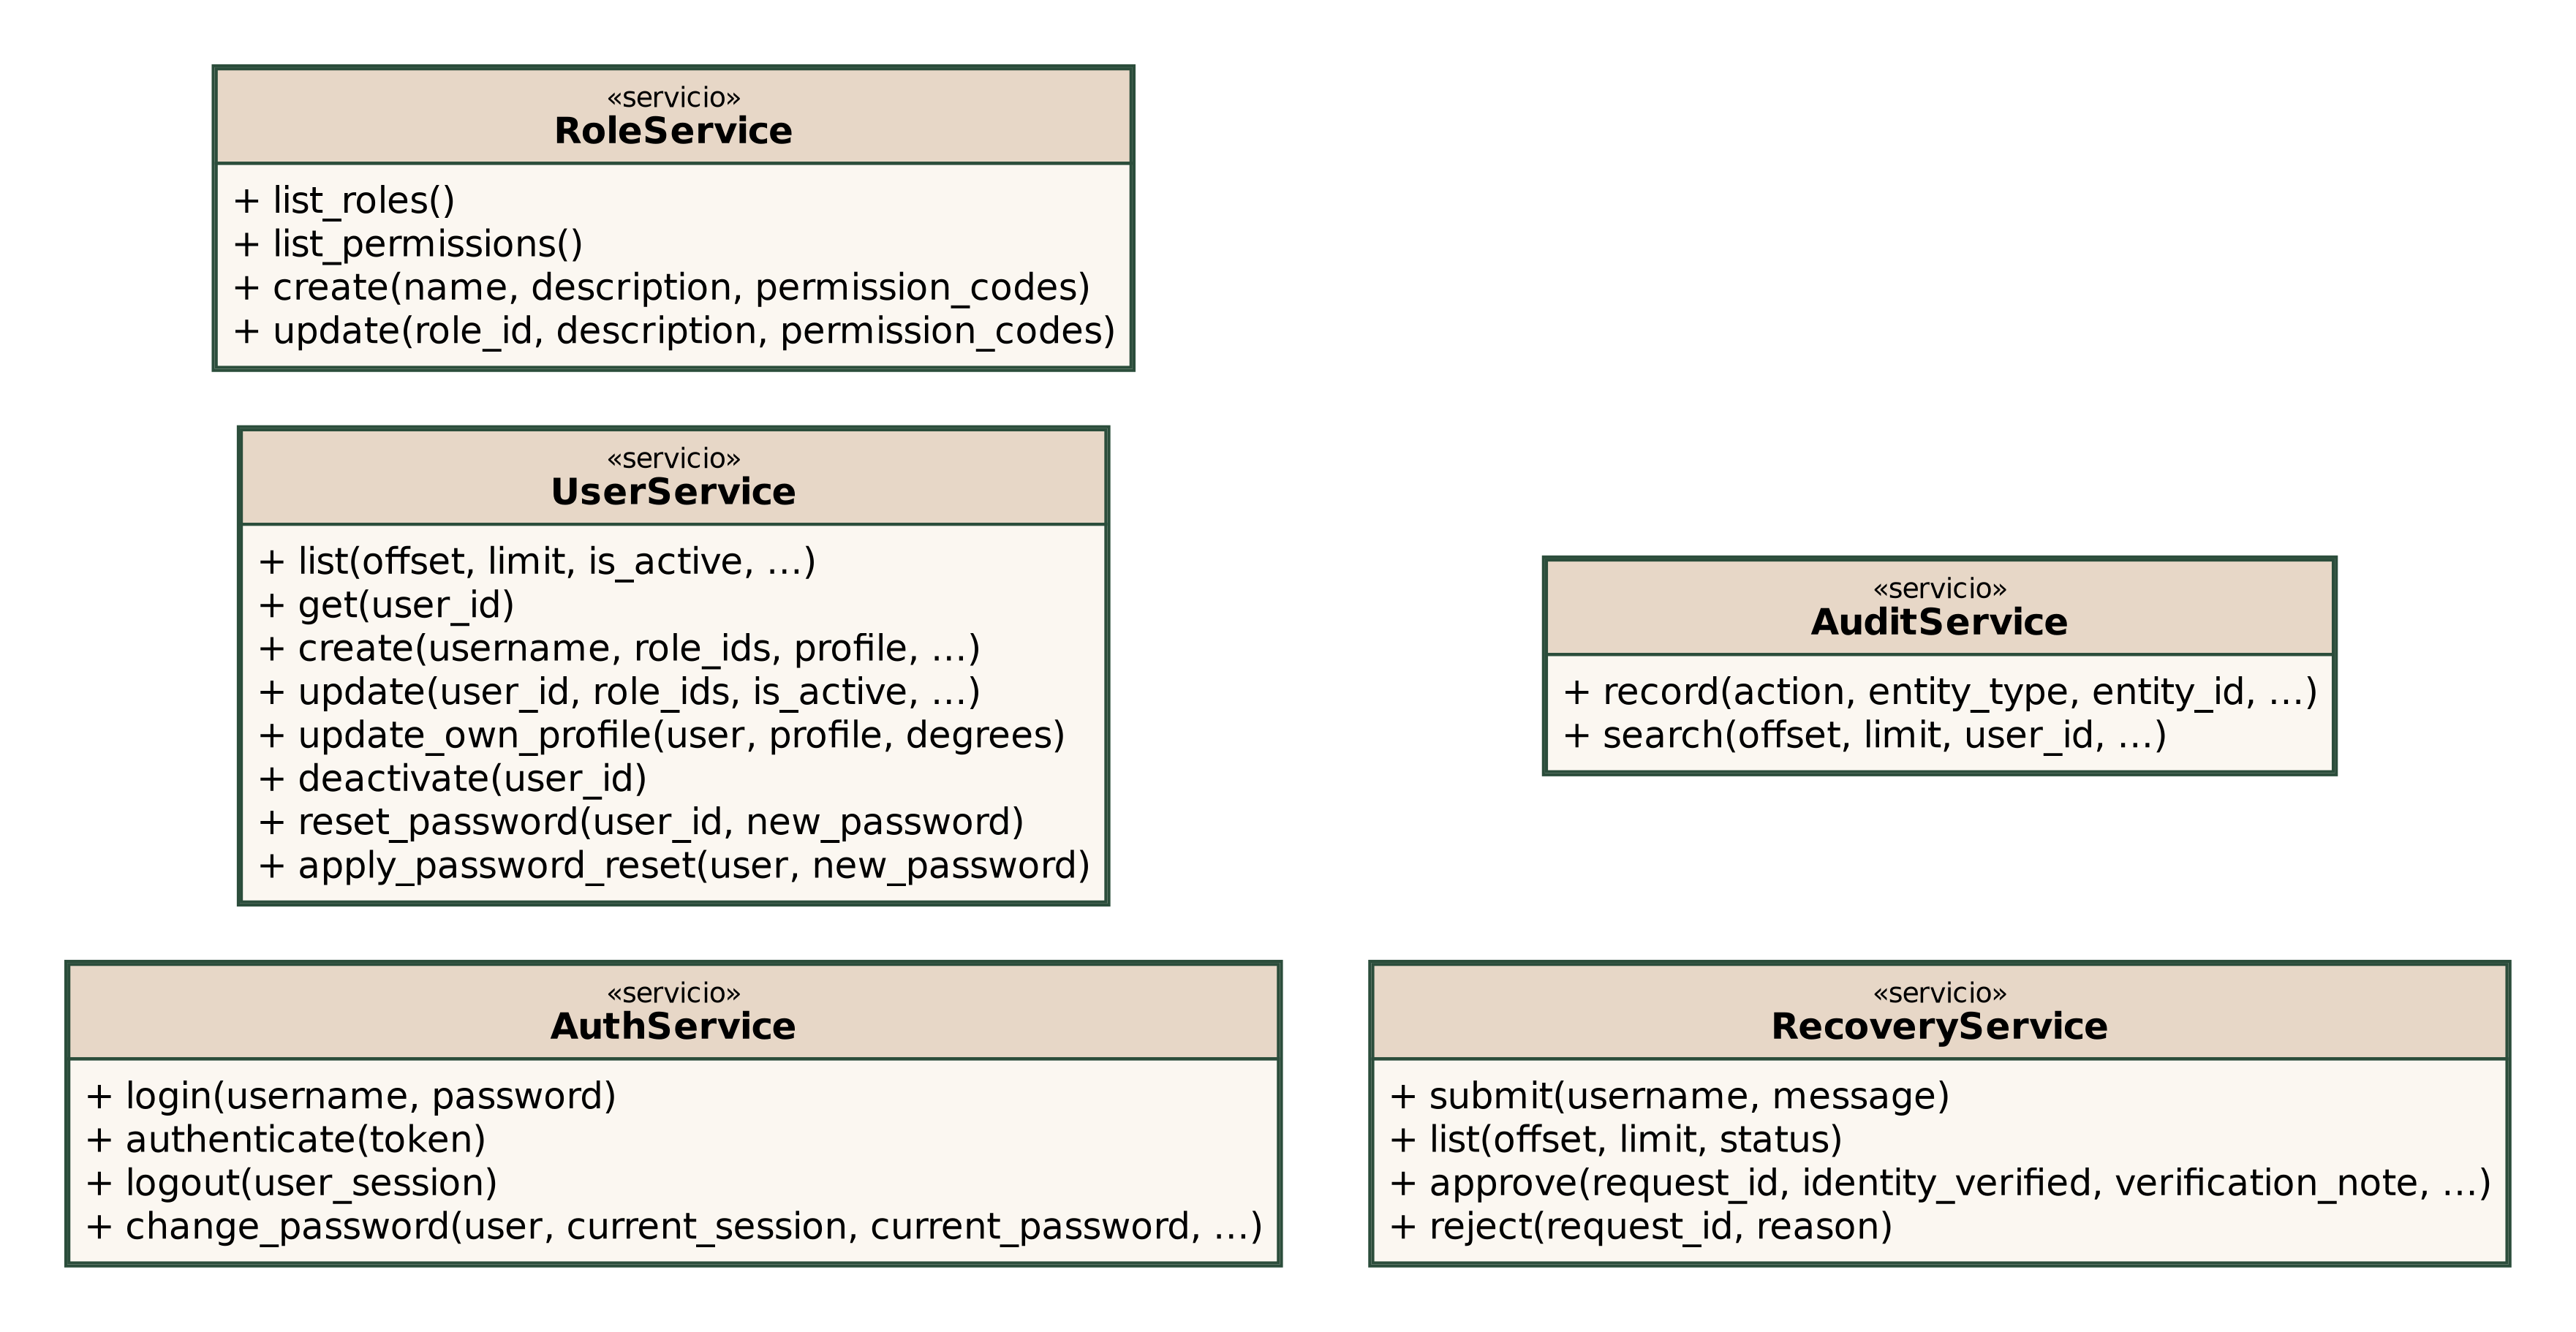 «servicio»
RoleService
+ list_roles()
+ list_permissions()
+ create(name, description, permission_codes)
+ update(role_id, description, permission_codes)
«servicio»
UserService
+ list(offset, limit, is_active, ...)
+ get(user_id)
+ create(username, role_ids, profile, ...)
+ update(user_id, role_ids, is_active, ...)
+ update_own_profile(user, profile, degrees)
+ deactivate(user_id)
+ reset_password(user_id, new_password)
+ apply_password_reset(user, new_password)
«servicio»
AuditService
+ record(action, entity_type, entity_id, ...)
+ search(offset, limit, user_id, ...)
«servicio»
AuthService
+ login(username, password)
+ authenticate(token)
+ logout(user_session)
+ change_password(user, current_session, current_password, ...)
«servicio»
RecoveryService
+ submit(username, message)
+ list(offset, limit, status)
+ approve(request_id, identity_verified, verification_note, ...)
+ reject(request_id, reason)